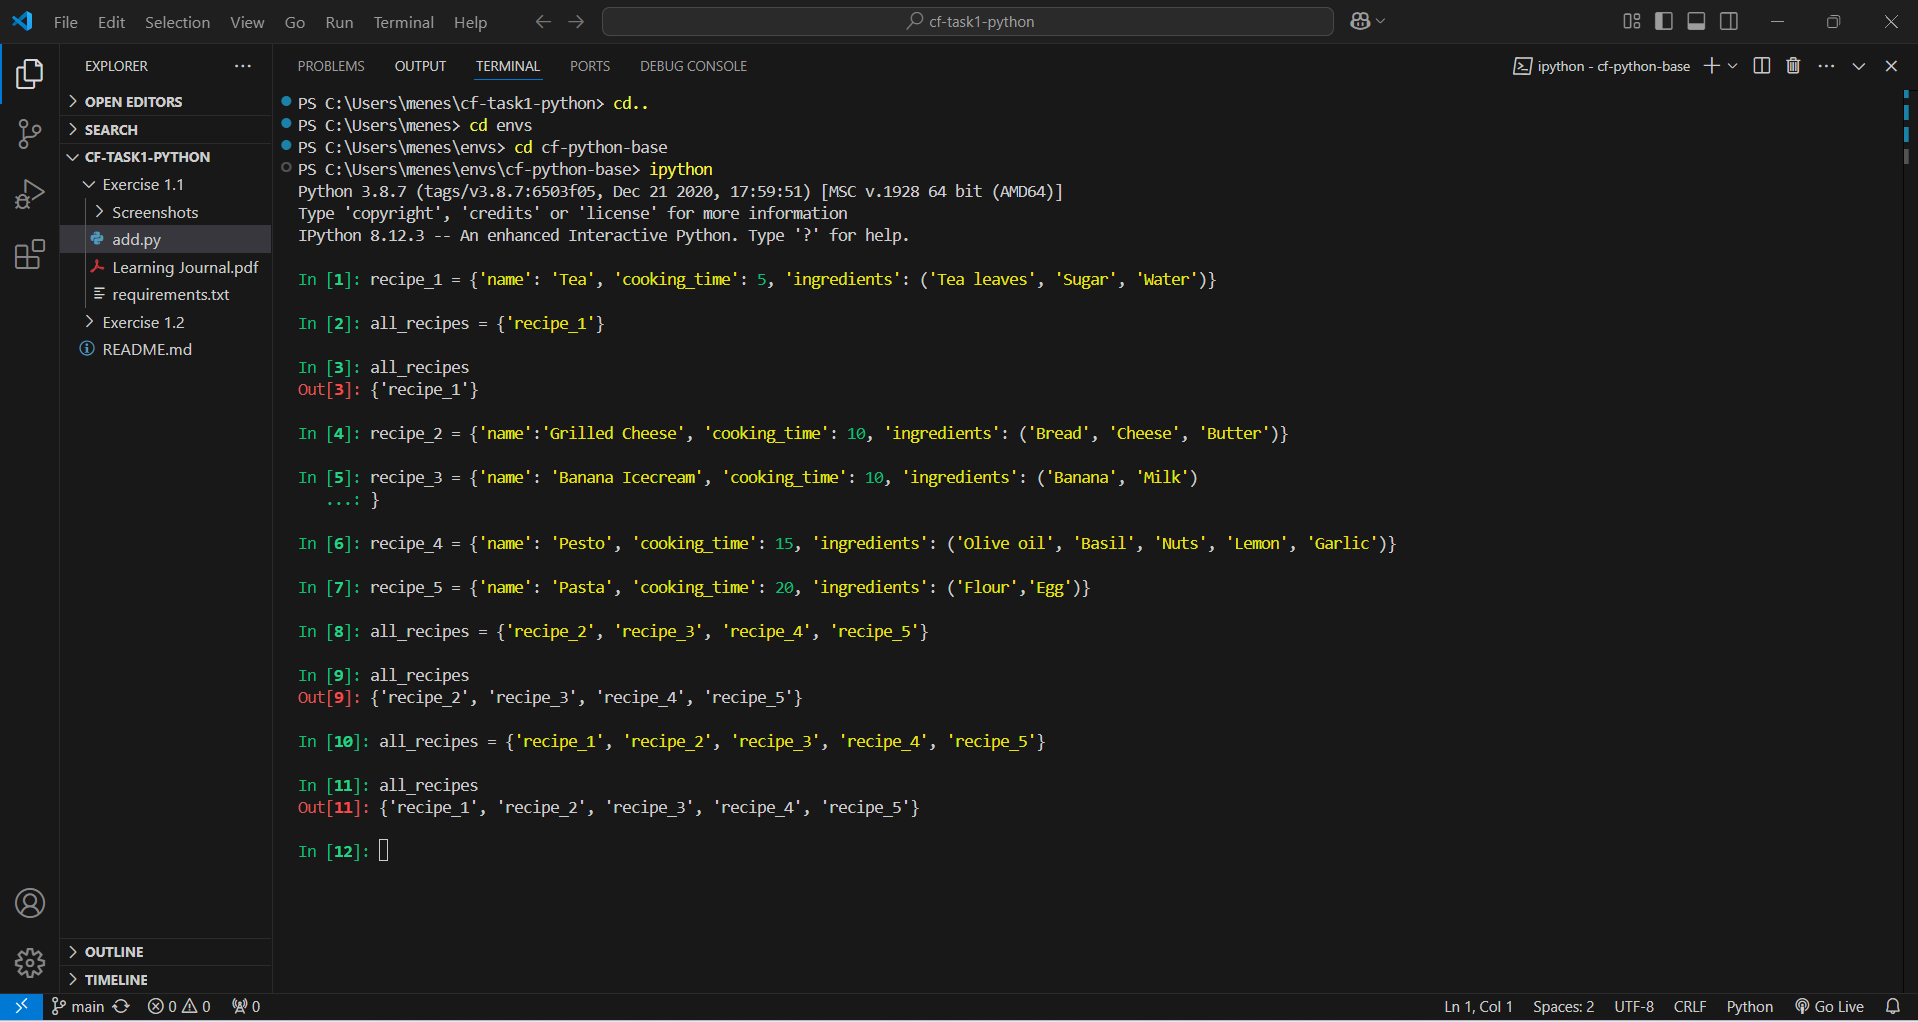 File Edit Selection View Go Run Terminal Help
cf-task1-python
EXPLORER
OPEN EDITORS
SEARCH
CF-TASK1-PYTHON
Exercise 1.1
Screenshots
add.py
Learning Journal.pdf
requirements.txt
Exercise 1.2
README.md
OUTLINE
TIMELINE
PROBLEMS OUTPUT TERMINAL PORTS DEBUG CONSOLE
ipython - cf-python-base
PS C:\Users\menes\cf-task1-python> cd..
PS C:\Users\menes> cd envs
PS C:\Users\menes\envs> cd cf-python-base
PS C:\Users\menes\envs\cf-python-base> ipython
Python 3.8.7 (tags/v3.8.7:6503f05, Dec 21 2020, 17:59:51) [MSC v.1928 64 bit (AMD64)]
Type 'copyright', 'credits' or 'license' for more information
IPython 8.12.3 -- An enhanced Interactive Python. Type '?' for help.
In [1]: recipe_1 = {'name': 'Tea', 'cooking_time': 5, 'ingredients': ('Tea leaves', 'Sugar', 'Water')}
In [2]: all_recipes = {'recipe_1'}
In [3]: all_recipes
Out[3]: {'recipe_1'}
In [4]: recipe_2 = {'name':'Grilled Cheese', 'cooking_time': 10, 'ingredients': ('Bread', 'Cheese', 'Butter')}
In [5]: recipe_3 = {'name': 'Banana Icecream', 'cooking_time': 10, 'ingredients': ('Banana', 'Milk')
...: }
In [6]: recipe_4 = {'name': 'Pesto', 'cooking_time': 15, 'ingredients': ('Olive oil', 'Basil', 'Nuts', 'Lemon', 'Garlic')}
In [7]: recipe_5 = {'name': 'Pasta', 'cooking_time': 20, 'ingredients': ('Flour','Egg')}
In [8]: all_recipes = {'recipe_2', 'recipe_3', 'recipe_4', 'recipe_5'}
In [9]: all_recipes
Out[9]: {'recipe_2', 'recipe_3', 'recipe_4', 'recipe_5'}
In [10]: all_recipes = {'recipe_1', 'recipe_2', 'recipe_3', 'recipe_4', 'recipe_5'}
In [11]: all_recipes
Out[11]: {'recipe_1', 'recipe_2', 'recipe_3', 'recipe_4', 'recipe_5'}
In [12]:
main 0 0 0 Ln 1, Col 1 Spaces: 2 UTF-8 CRLF Python Go Live